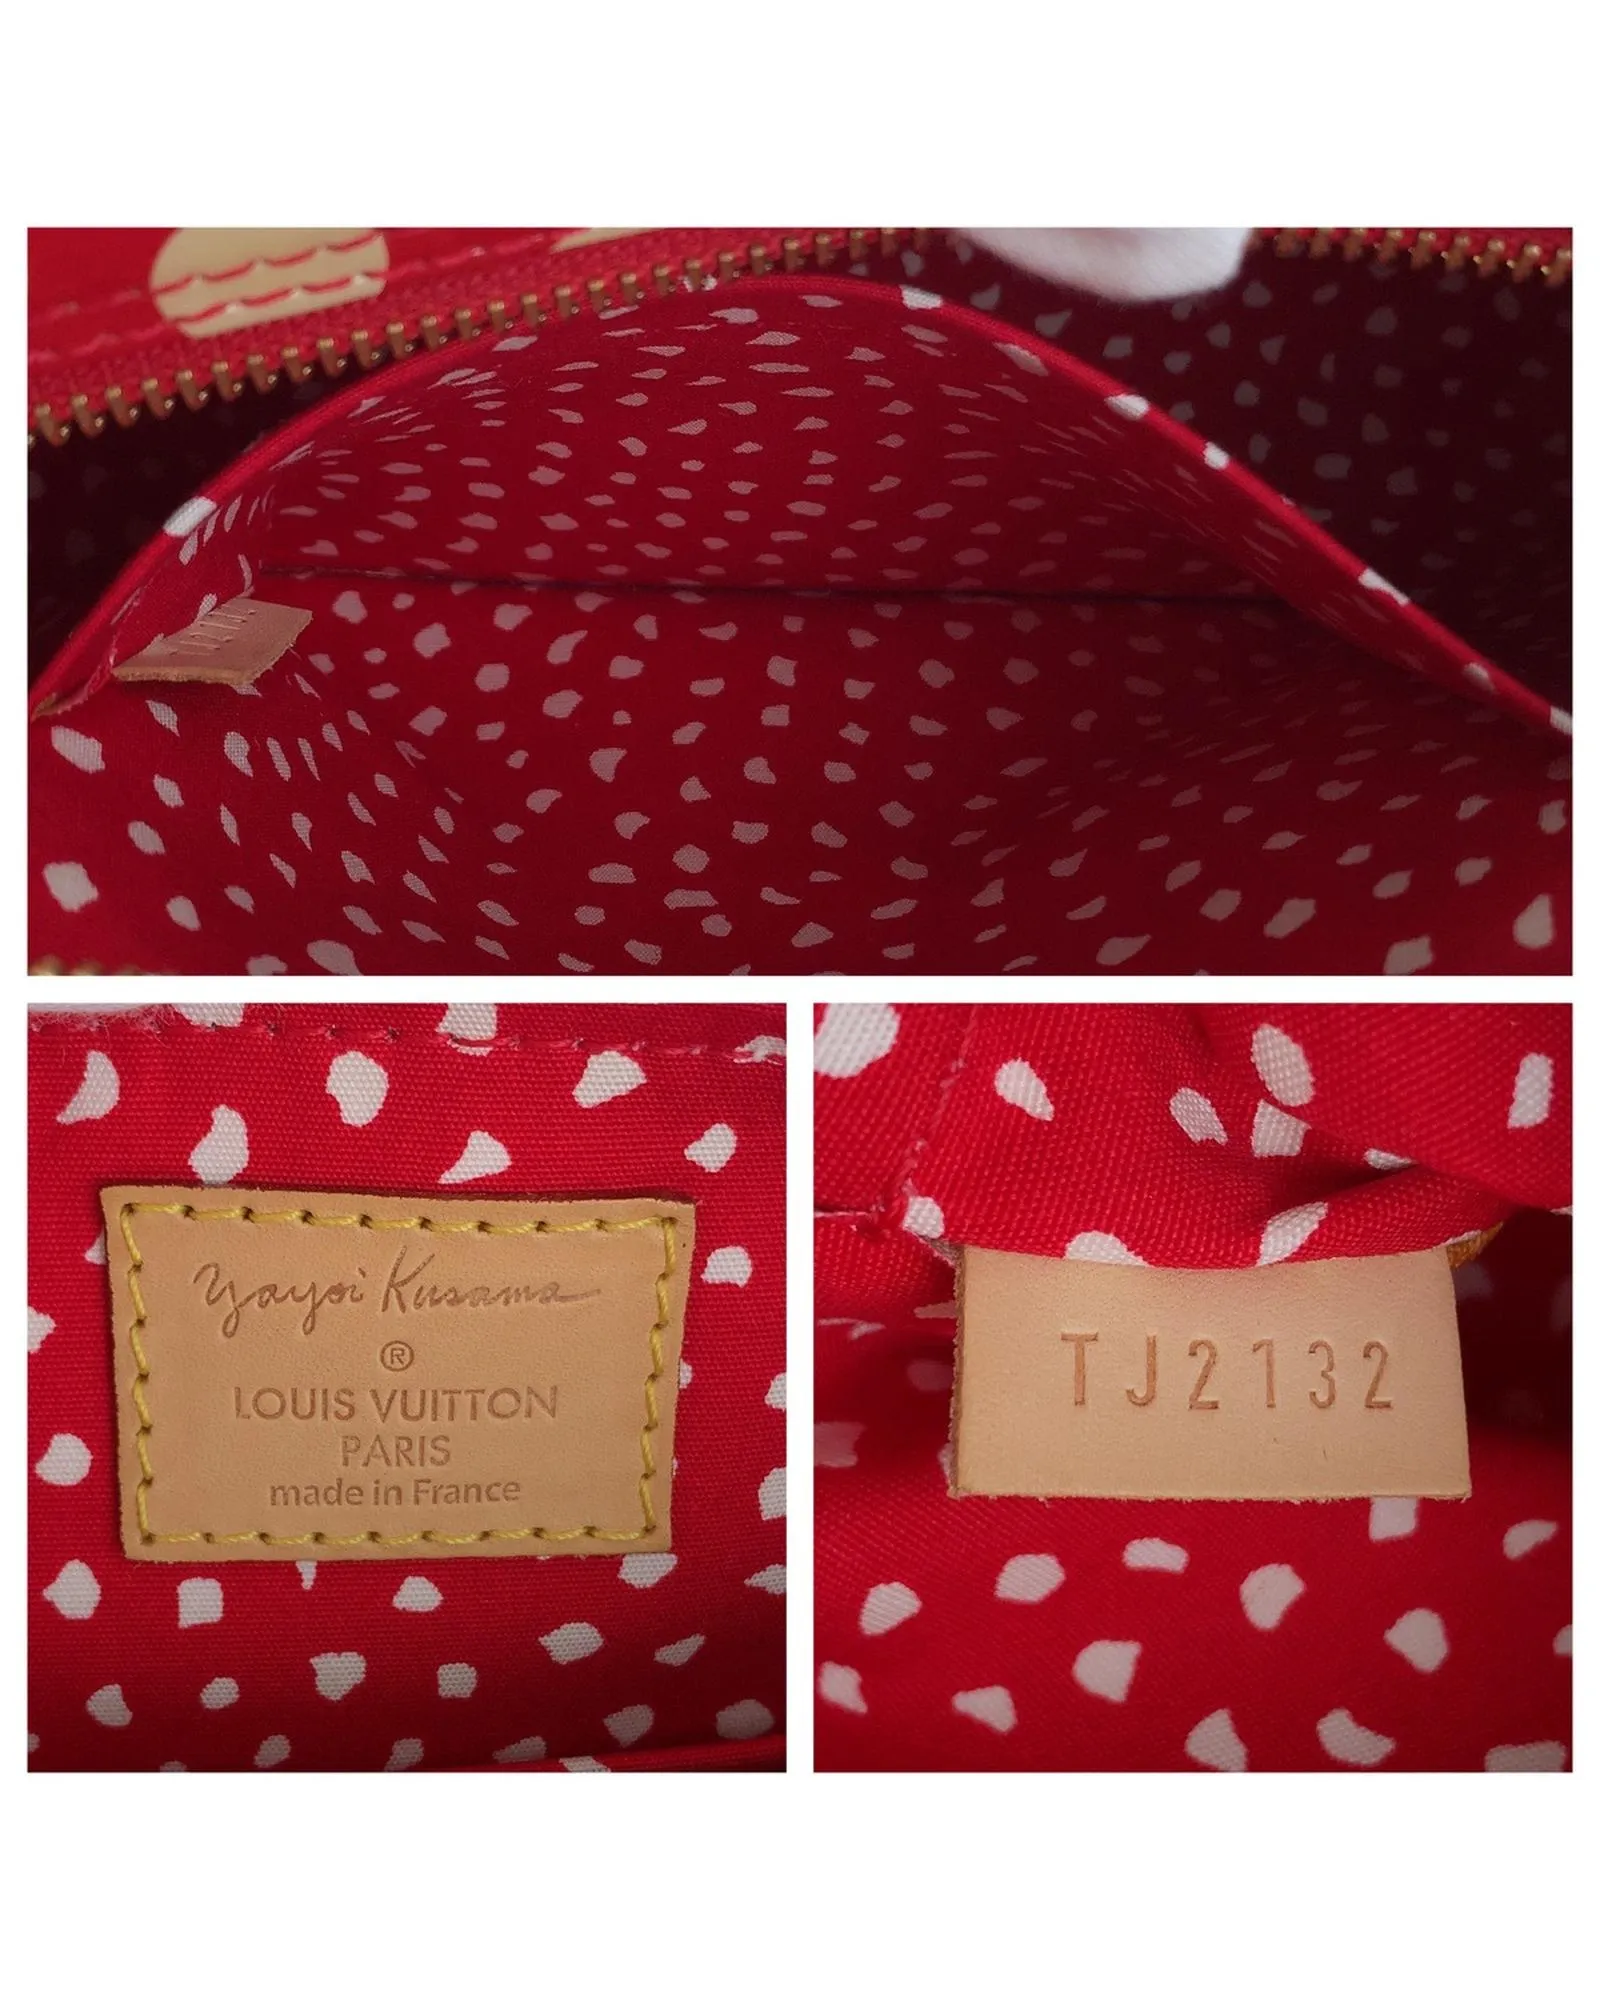 Yayoi Kusama
®
LOUIS VUITTON
PARIS
made in France
TJ2132